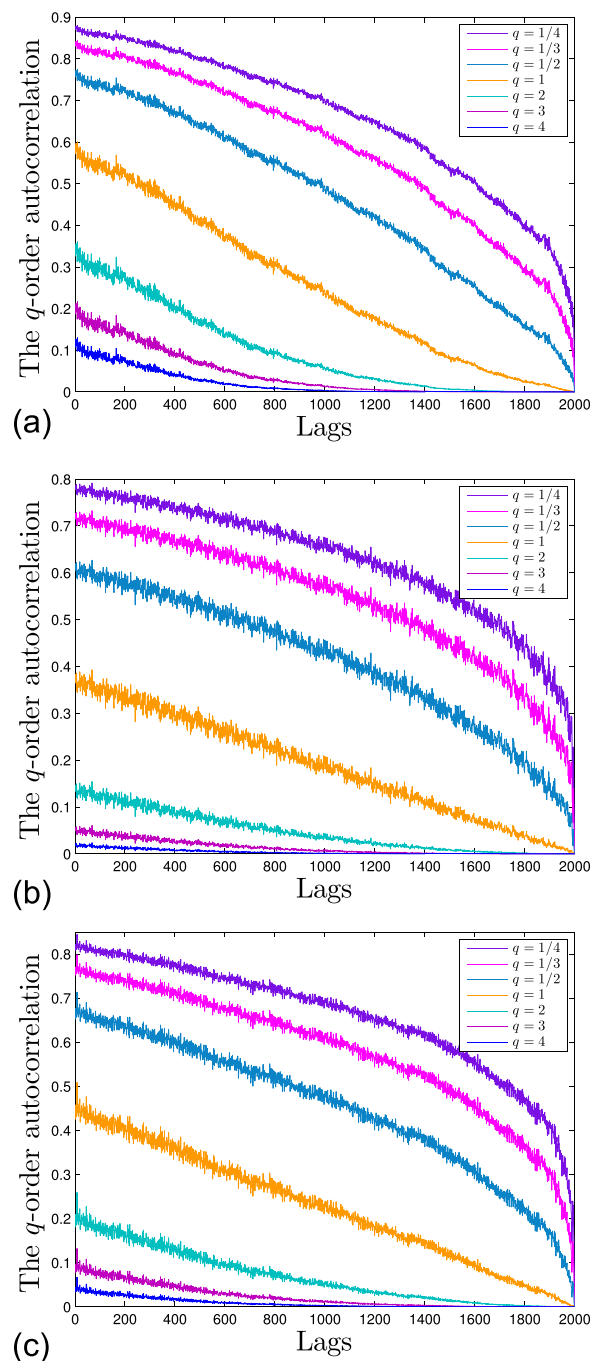 The q-order autocorrelation
0.9
0.8
0.7
0.6
0.5
0.4
0.3
0.2
0.1
0
q = 1/4
q = 1/3
q = 1/2
q = 1
q = 2
q = 3
q = 4
0 200 400 600 800 1000 1200 1400 1600 1800 2000
Lags
(a)
The q-order autocorrelation
0.8
0.7
0.6
0.5
0.4
0.3
0.2
0.1
0
q = 1/4
q = 1/3
q = 1/2
q = 1
q = 2
q = 3
q = 4
0 200 400 600 800 1000 1200 1400 1600 1800 2000
Lags
(b)
The q-order autocorrelation
0.8
0.7
0.6
0.5
0.4
0.3
0.2
0.1
0
q = 1/4
q = 1/3
q = 1/2
q = 1
q = 2
q = 3
q = 4
0 200 400 600 800 1000 1200 1400 1600 1800 2000
Lags
(c)